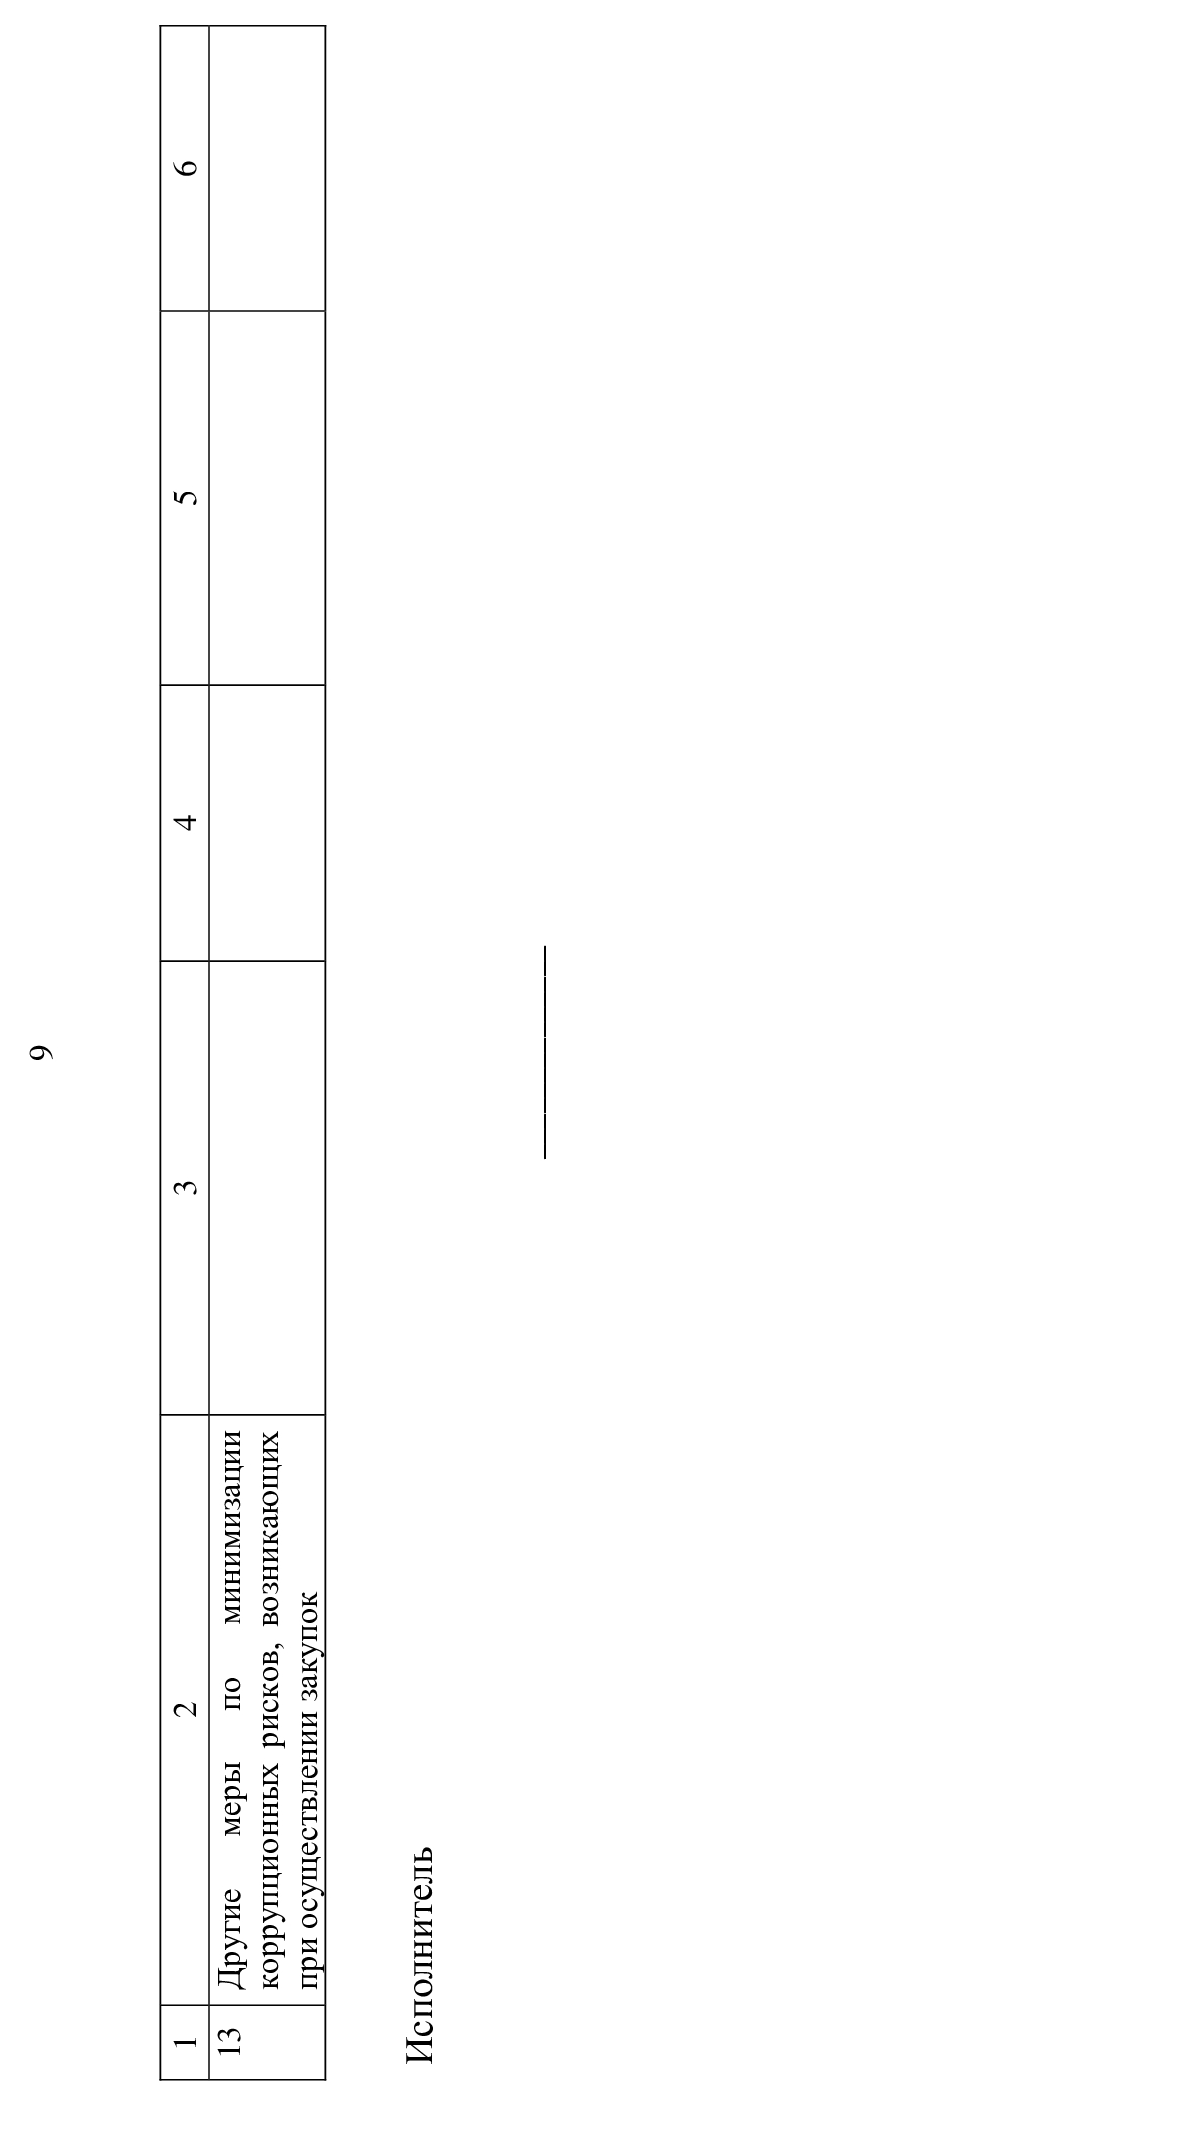 9
1 2 3 4 5 6
13 Другие меры по минимизации
коррупционных рисков, возникающих
при осуществлении закупок
Исполнитель